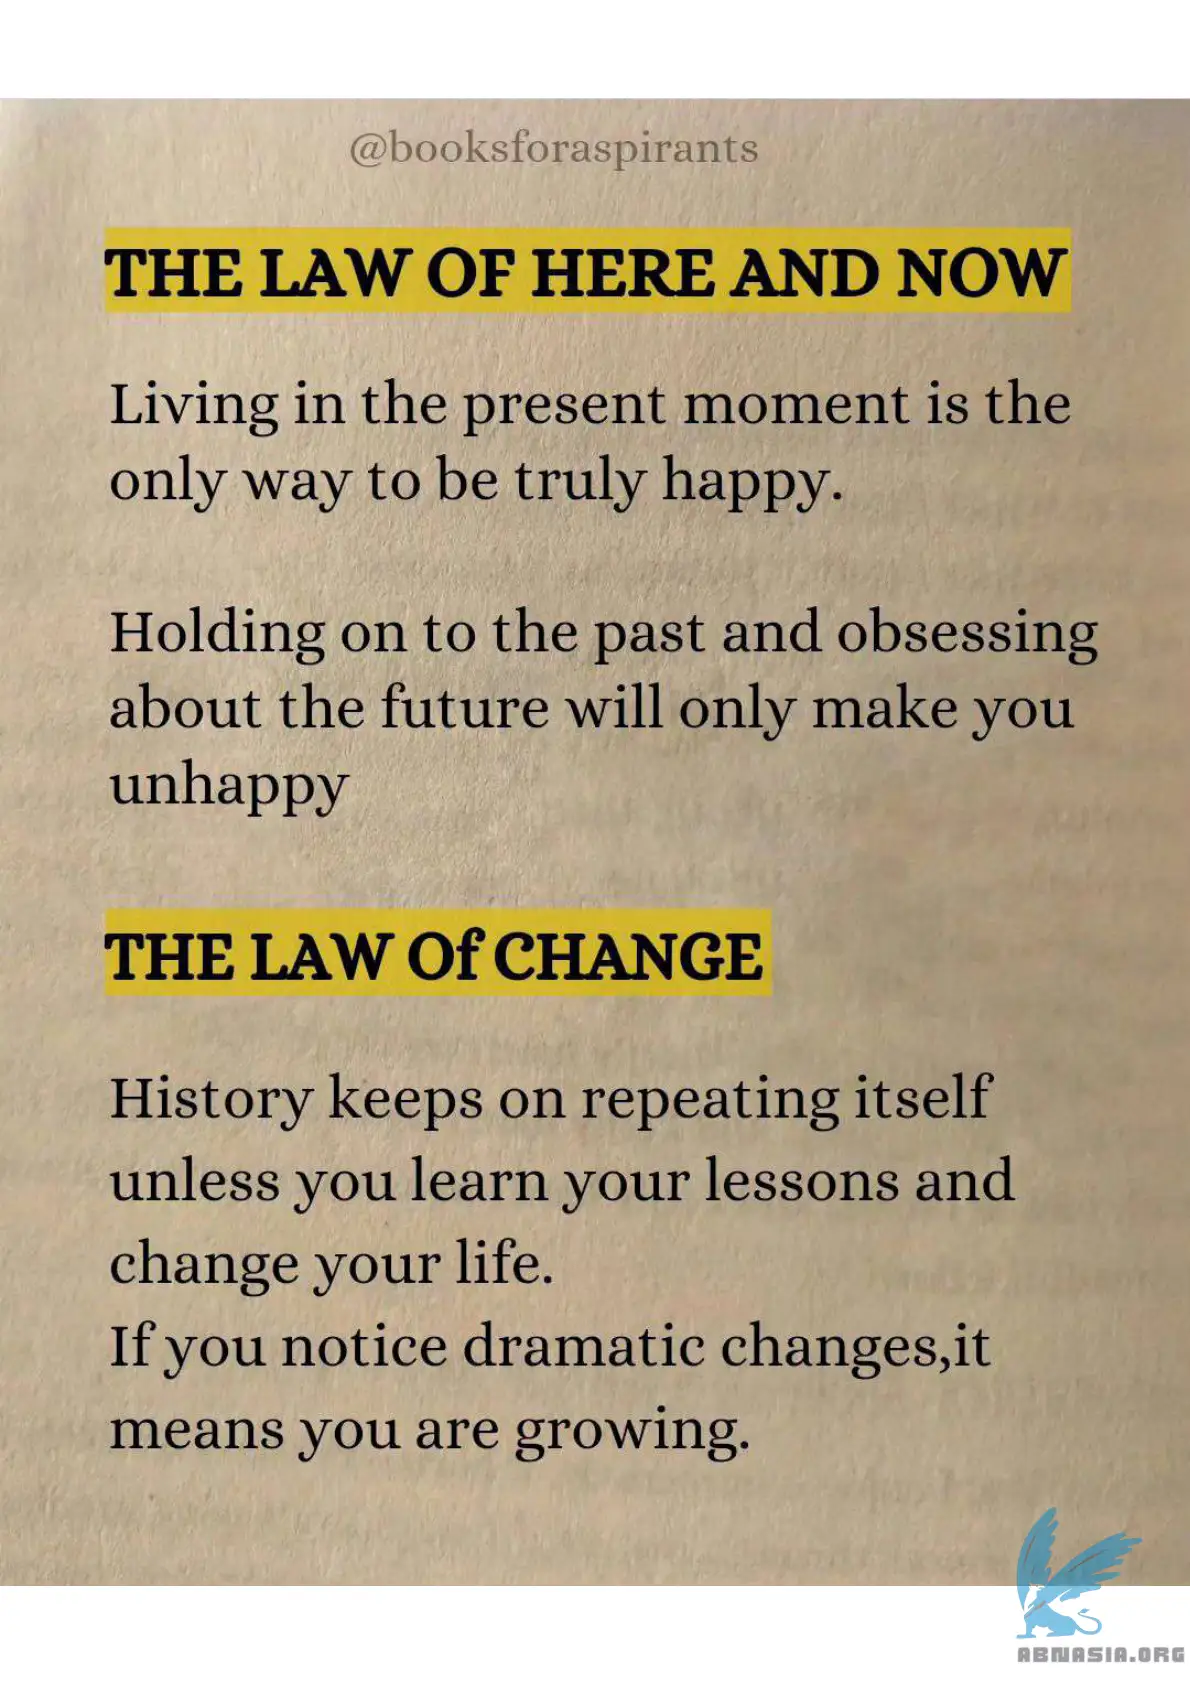 @booksforaspirants
THE LAW OF HERE AND NOW
Living in the present moment is the
only way to be truly happy.
Holding on to the past and obsessing
about the future will only make you
unhappy
THE LAW Of CHANGE
History keeps on repeating itself
unless you learn your lessons and
change your life.
If you notice dramatic changes,it
means you are growing.
ABNASIA.ORG